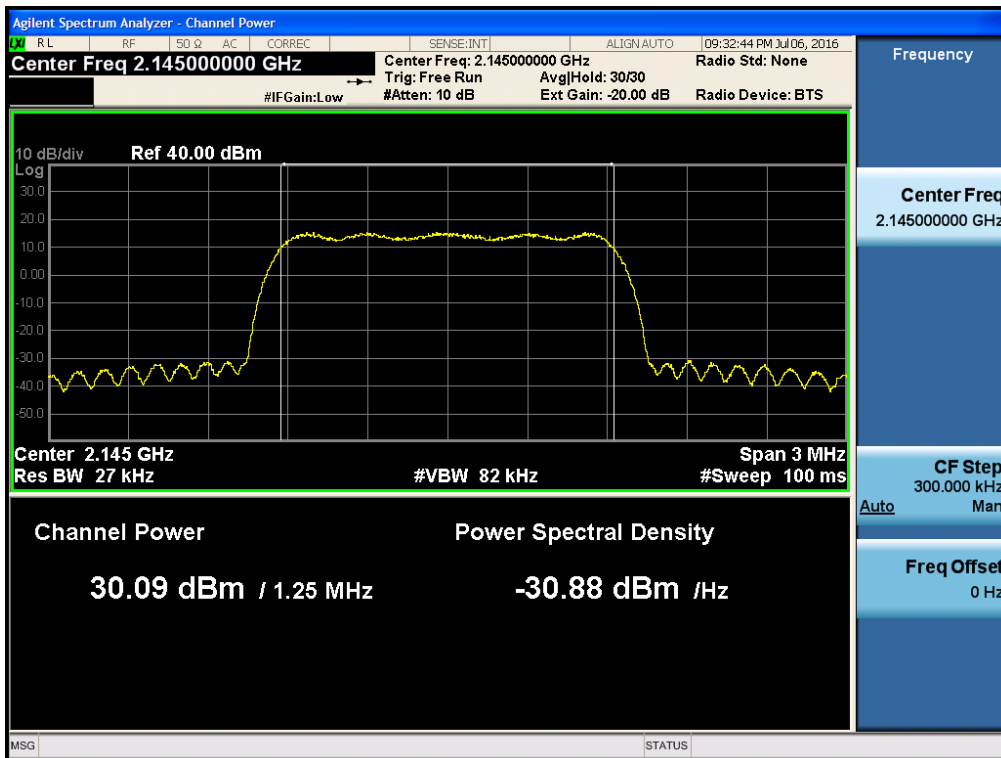 Agilent Spectrum Analyzer - Channel Power
LXI RL RF 50 Ω AC CORREC SENSE:INT ALIGN AUTO 09:32:44 PM Jul 06, 2016
Center Freq 2.145000000 GHz
Center Freq: 2.145000000 GHz Radio Std: None
Trig: Free Run Avg|Hold: 30/30
#IFGain:Low #Atten: 10 dB Ext Gain: -20.00 dB Radio Device: BTS
10 dB/div Ref 40.00 dBm
Log
30.0
20.0
10.0
0.00
-10.0
-20.0
-30.0
-40.0
-50.0
Center 2.145 GHz Span 3 MHz
Res BW 27 kHz #VBW 82 kHz #Sweep 100 ms
Channel Power Power Spectral Density
30.09 dBm / 1.25 MHz -30.88 dBm /Hz
MSG STATUS
Frequency
Center Freq
2.145000000 GHz
CF Step
300.000 kHz
Auto Man
Freq Offset
0 Hz